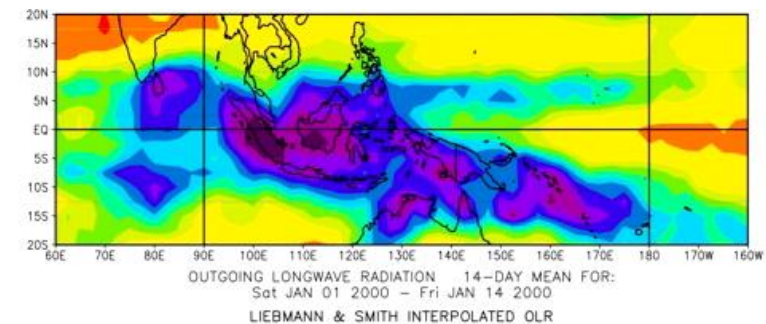 20N
15N
10N
5N
EQ
5S
10S
15S
20S
60E 70E 80E 90E 100E 110E 120E 130E 140E 150E 160E 170E 180 170W 160W
OUTGOING LONGWAVE RADIATION 14-DAY MEAN FOR:
Sat JAN 01 2000 - Fri JAN 14 2000
LIEBMANN & SMITH INTERPOLATED OLR